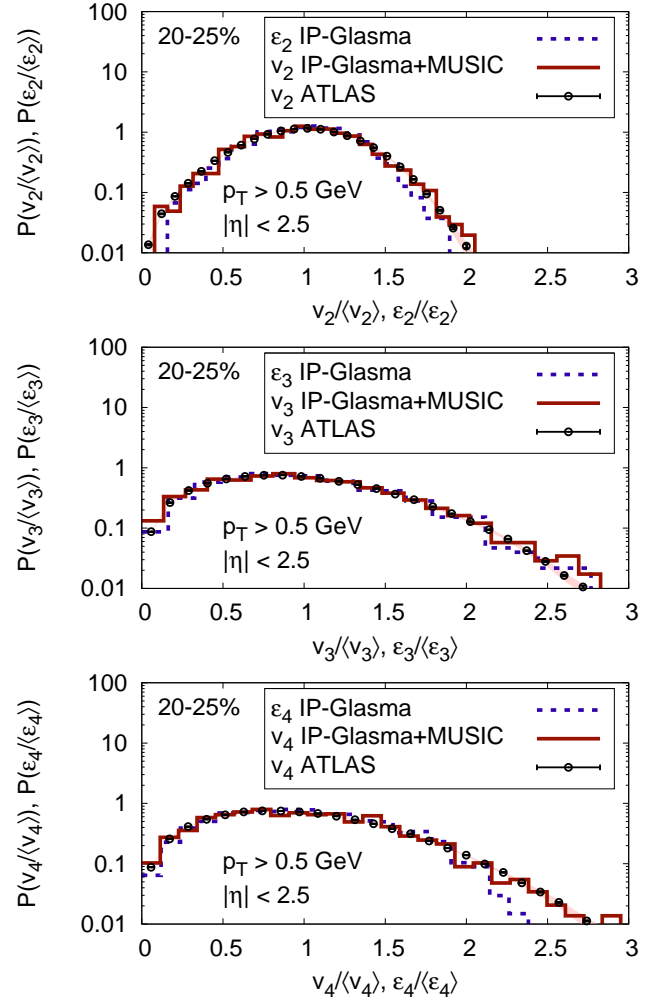 P(v2/⟨v2⟩), P(ε2/⟨ε2⟩)
100
10
1
0.1
0.01
20-25%
ε2 IP-Glasma
v2 IP-Glasma+MUSIC
v2 ATLAS
pT > 0.5 GeV
|η| < 2.5
0 0.5 1 1.5 2 2.5 3
v2/⟨v2⟩, ε2/⟨ε2⟩
P(v3/⟨v3⟩), P(ε3/⟨ε3⟩)
100
10
1
0.1
0.01
20-25%
ε3 IP-Glasma
v3 IP-Glasma+MUSIC
v3 ATLAS
pT > 0.5 GeV
|η| < 2.5
0 0.5 1 1.5 2 2.5 3
v3/⟨v3⟩, ε3/⟨ε3⟩
P(v4/⟨v4⟩), P(ε4/⟨ε4⟩)
100
10
1
0.1
0.01
20-25%
ε4 IP-Glasma
v4 IP-Glasma+MUSIC
v4 ATLAS
pT > 0.5 GeV
|η| < 2.5
0 0.5 1 1.5 2 2.5 3
v4/⟨v4⟩, ε4/⟨ε4⟩